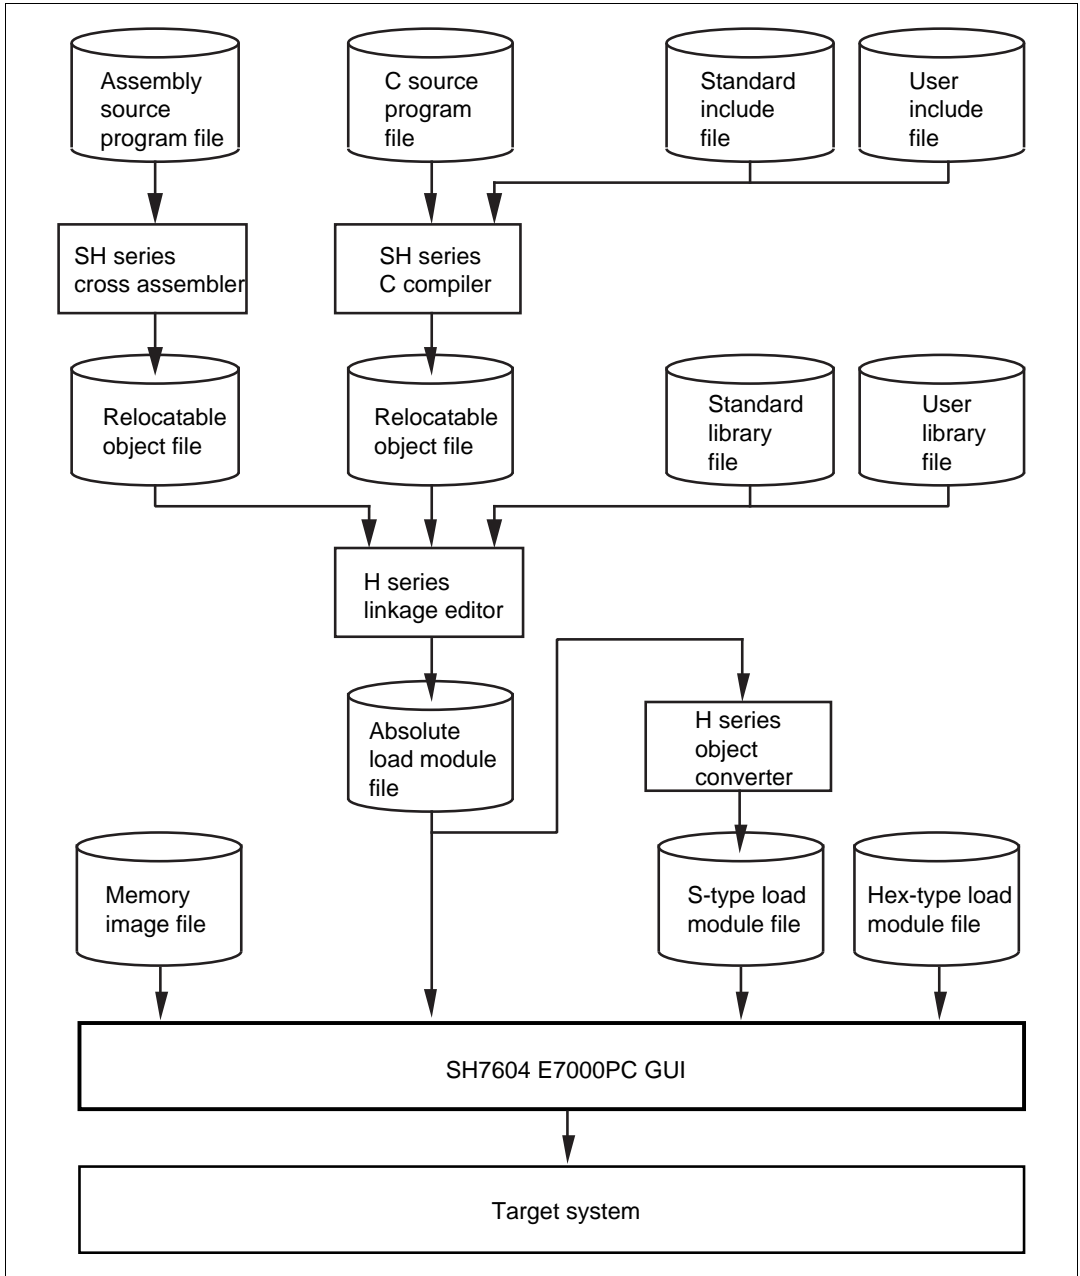 Assembly
source
program file
C source
program
file
Standard
include
file
User
include
file
SH series
cross assembler
SH series
C compiler
Relocatable
object file
Relocatable
object file
Standard
library
file
User
library
file
H series
linkage editor
Absolute
load module
file
H series
object
converter
Memory
image file
S-type load
module file
Hex-type load
module file
SH7604 E7000PC GUI
Target system